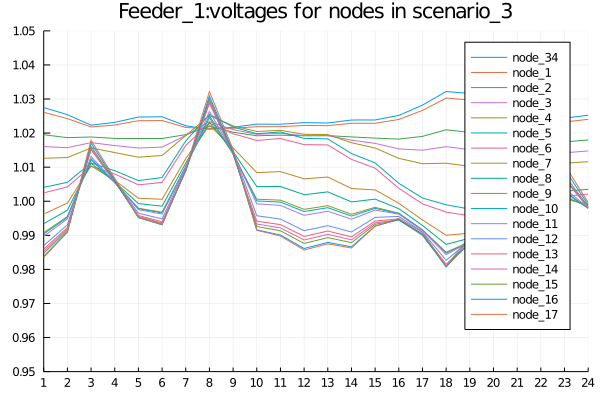 Feeder_1:voltages for nodes in scenario_3
1.05
1.04
1.03
1.02
1.01
1.00
0.99
0.98
0.97
0.96
0.95
1 2 3 4 5 6 7 8 9 10 11 12 13 14 15 16 17 18 19 20 21 22 23 24
node_34
node_1
node_2
node_3
node_4
node_5
node_6
node_7
node_8
node_9
node_10
node_11
node_12
node_13
node_14
node_15
node_16
node_17